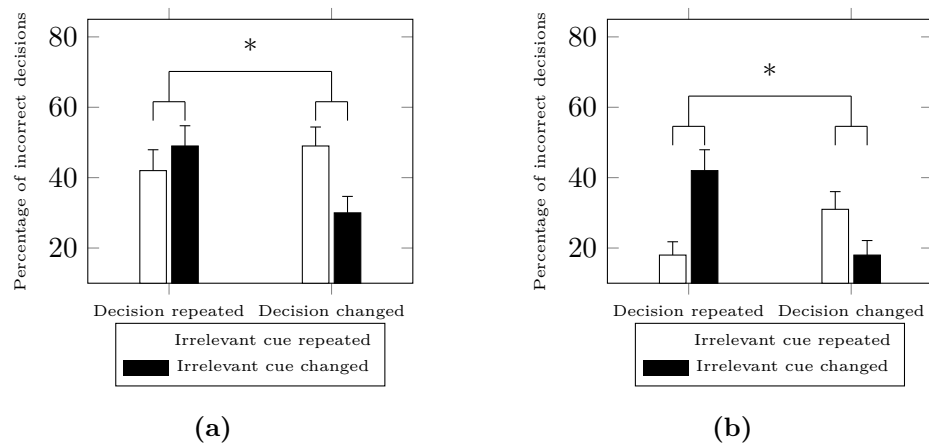 80
60
40
20
Percentage of incorrect decisions
*
Decision repeated Decision changed
Irrelevant cue repeated
Irrelevant cue changed
(a)
80
60
40
20
Percentage of incorrect decisions
*
Decision repeated Decision changed
Irrelevant cue repeated
Irrelevant cue changed
(b)